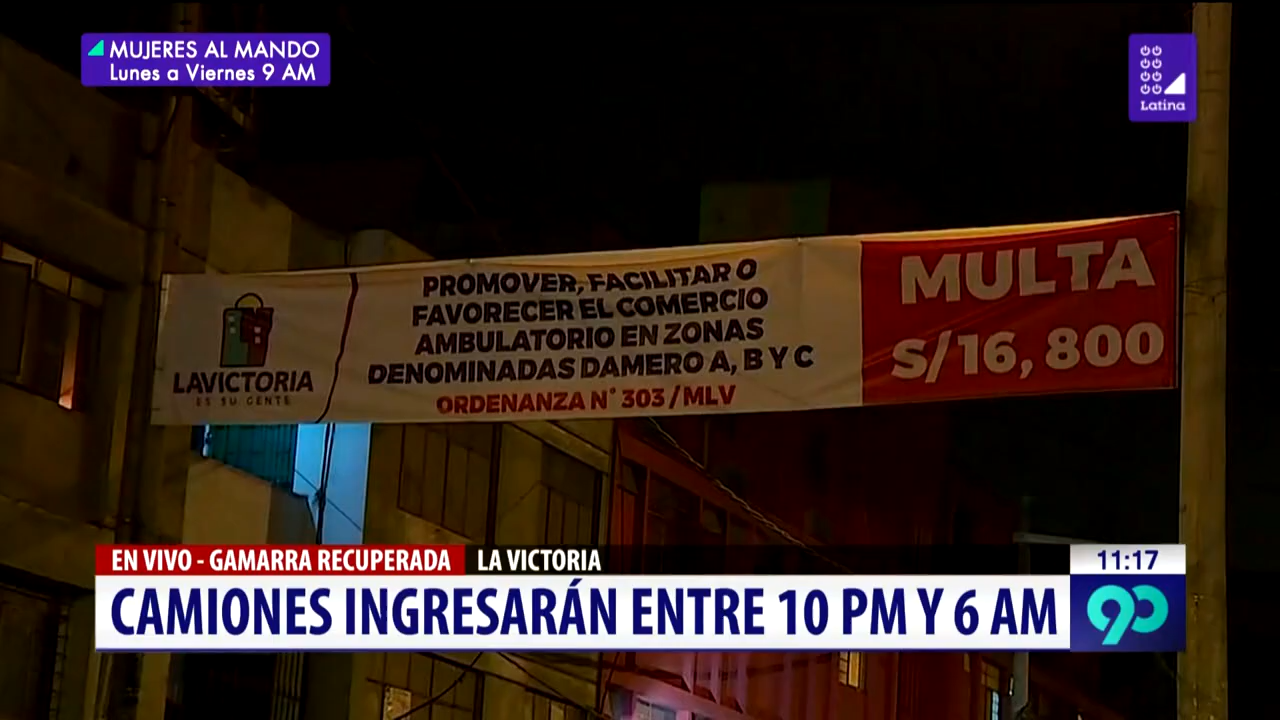 MUJERES AL MANDO
Lunes a Viernes 9 AM
Latina
LAVICTORIA
ES SU GENTE
PROMOVER, FACILITAR O
FAVORECER EL COMERCIO
AMBULATORIO EN ZONAS
DENOMINADAS DAMERO A, B Y C
ORDENANZA N° 303 / MLV
MULTA
S/16, 800
EN VIVO - GAMARRA RECUPERADA LA VICTORIA
CAMIONES INGRESARÁN ENTRE 10 PM Y 6 AM
11:17
90